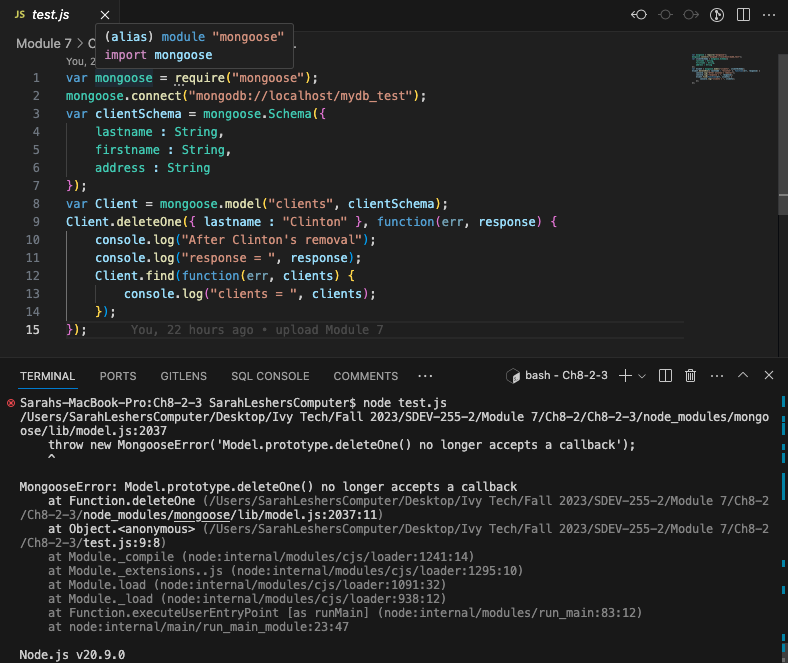 JS test.js
Module 7 > C
(alias) module "mongoose"
import mongoose
You, 2
1 var mongoose = require("mongoose");
2 mongoose.connect("mongodb://localhost/mydb_test");
3 var clientSchema = mongoose.Schema({
4 lastname : String,
5 firstname : String,
6 address : String
7 });
8 var Client = mongoose.model("clients", clientSchema);
9 Client.deleteOne({ lastname : "Clinton" }, function(err, response) {
10 console.log("After Clinton's removal");
11 console.log("response = ", response);
12 Client.find(function(err, clients) {
13 console.log("clients = ", clients);
14 });
15 }); You, 22 hours ago • upload Module 7
TERMINAL PORTS GITLENS SQL CONSOLE COMMENTS ··· bash - Ch8-2-3
Sarahs-MacBook-Pro:Ch8-2-3 SarahLeshersComputer$ node test.js
/Users/SarahLeshersComputer/Desktop/Ivy Tech/Fall 2023/SDEV-255-2/Module 7/Ch8-2/Ch8-2-3/node_modules/mongo
ose/lib/model.js:2037
throw new MongooseError('Model.prototype.deleteOne() no longer accepts a callback');
^
MongooseError: Model.prototype.deleteOne() no longer accepts a callback
at Function.deleteOne (/Users/SarahLeshersComputer/Desktop/Ivy Tech/Fall 2023/SDEV-255-2/Module 7/Ch8-2
/Ch8-2-3/node_modules/mongoose/lib/model.js:2037:11)
at Object.<anonymous> (/Users/SarahLeshersComputer/Desktop/Ivy Tech/Fall 2023/SDEV-255-2/Module 7/Ch8-2
/Ch8-2-3/test.js:9:8)
at Module._compile (node:internal/modules/cjs/loader:1241:14)
at Module._extensions..js (node:internal/modules/cjs/loader:1295:10)
at Module.load (node:internal/modules/cjs/loader:1091:32)
at Module._load (node:internal/modules/cjs/loader:938:12)
at Function.executeUserEntryPoint [as runMain] (node:internal/modules/run_main:83:12)
at node:internal/main/run_main_module:23:47
Node.js v20.9.0